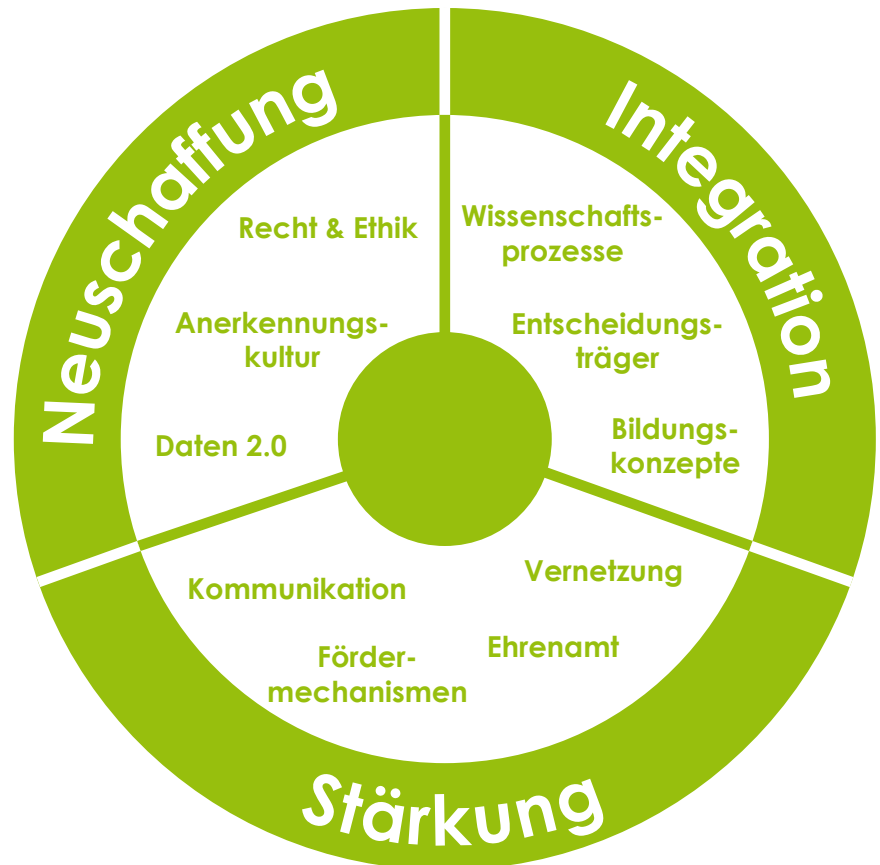 Neuschaffung
Recht & Ethik
Anerkennungs-
kultur
Daten 2.0
Integration
Wissenschafts-
prozesse
Entscheidungs-
träger
Bildungs-
konzepte
Stärkung
Kommunikation
Förder-
mechanismen
Vernetzung
Ehrenamt